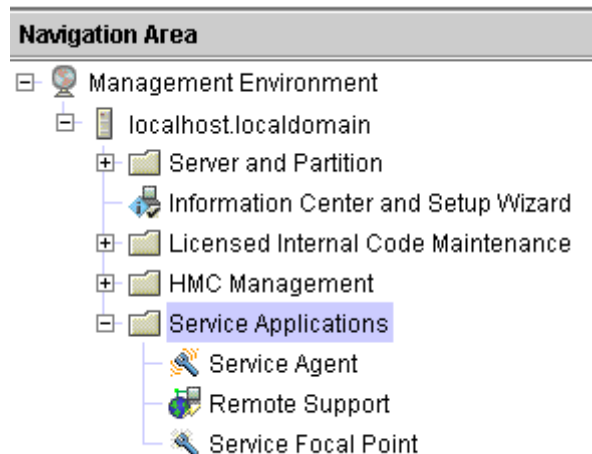 Navigation Area
Management Environment
localhost.localdomain
Server and Partition
Information Center and Setup Wizard
Licensed Internal Code Maintenance
HMC Management
Service Applications
Service Agent
Remote Support
Service Focal Point